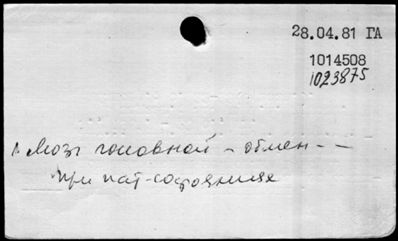 28.04.81 ГА
1014508
1023875
1. Мозг головной – обмен – –
при пат. состояниях